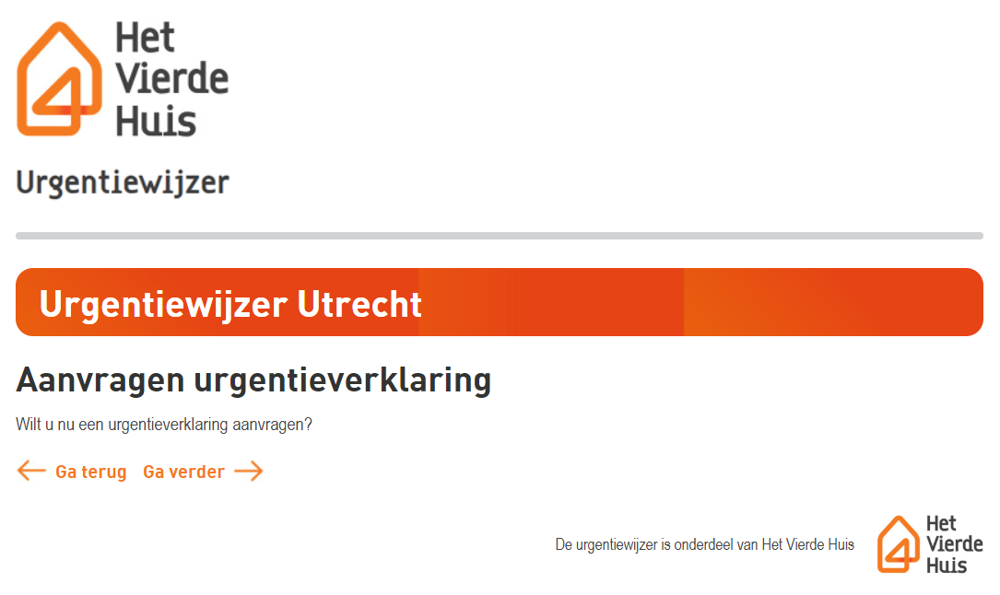 Het
Vierde
Huis
Urgentiewijzer
Urgentiewijzer Utrecht
Aanvragen urgentieverklaring
Wilt u nu een urgentieverklaring aanvragen?
Ga terug Ga verder
De urgentiewijzer is onderdeel van Het Vierde Huis
Het
Vierde
Huis